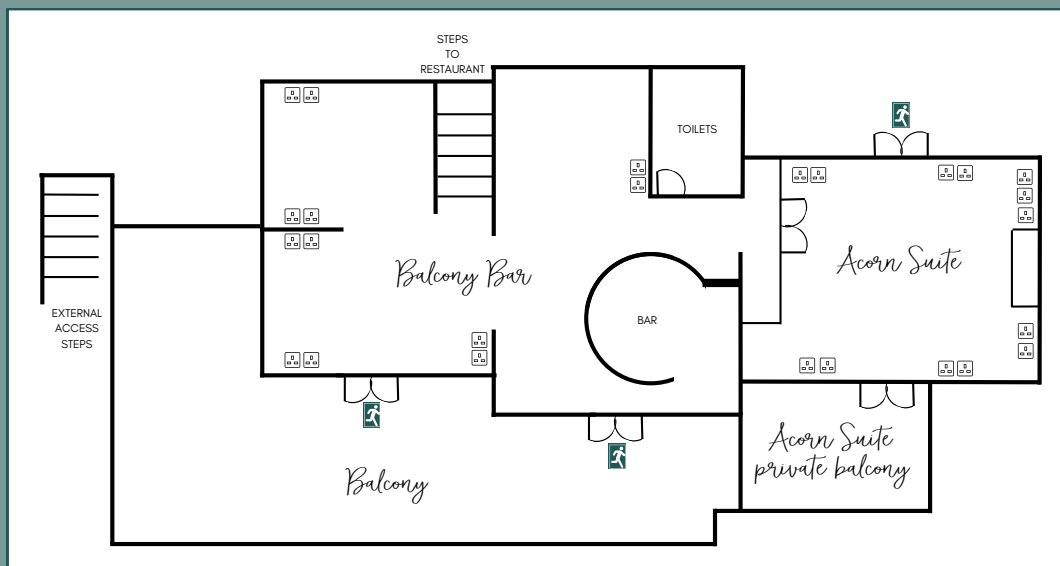 STEPS
TO
RESTAURANT
TOILETS
Balcony Bar
Acorn Suite
BAR
EXTERNAL
ACCESS
STEPS
Acorn Suite
private balcony
Balcony